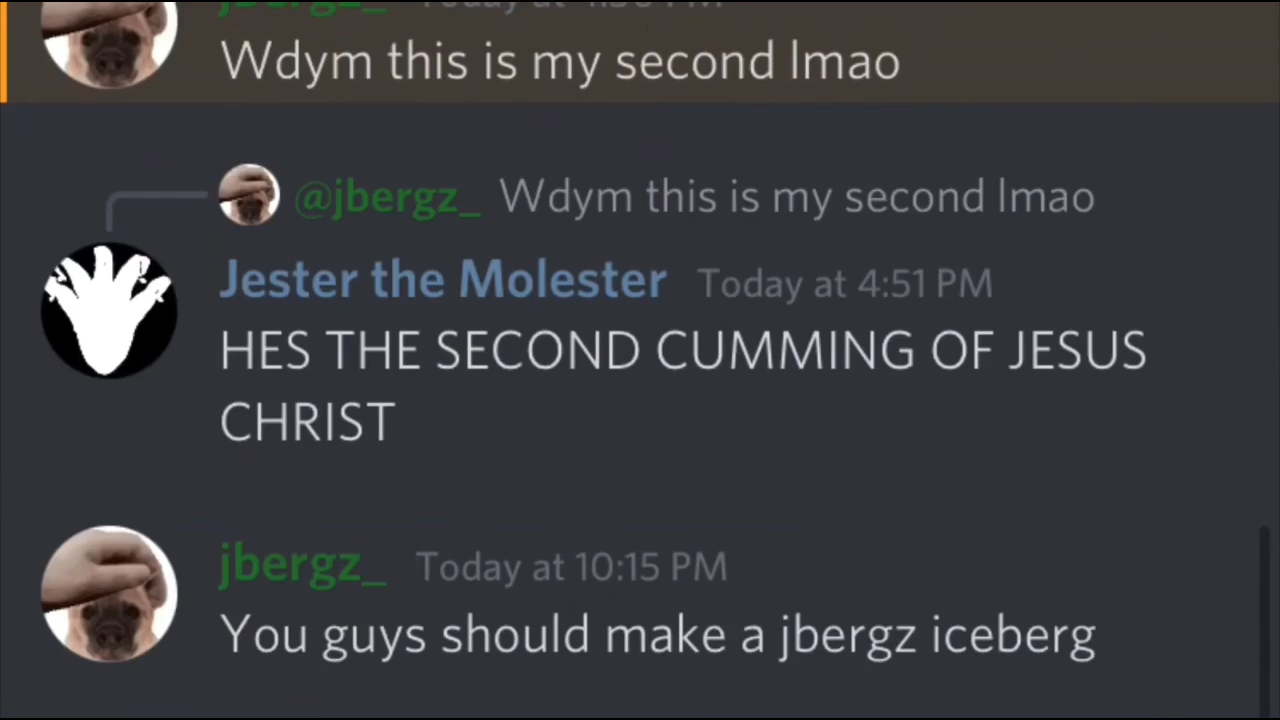 Wdym this is my second lmao
@jbergz_ Wdym this is my second lmao
Jester the Molester Today at 4:51 PM
HES THE SECOND CUMMING OF JESUS
CHRIST
jbergz_ Today at 10:15 PM
You guys should make a jbergz iceberg